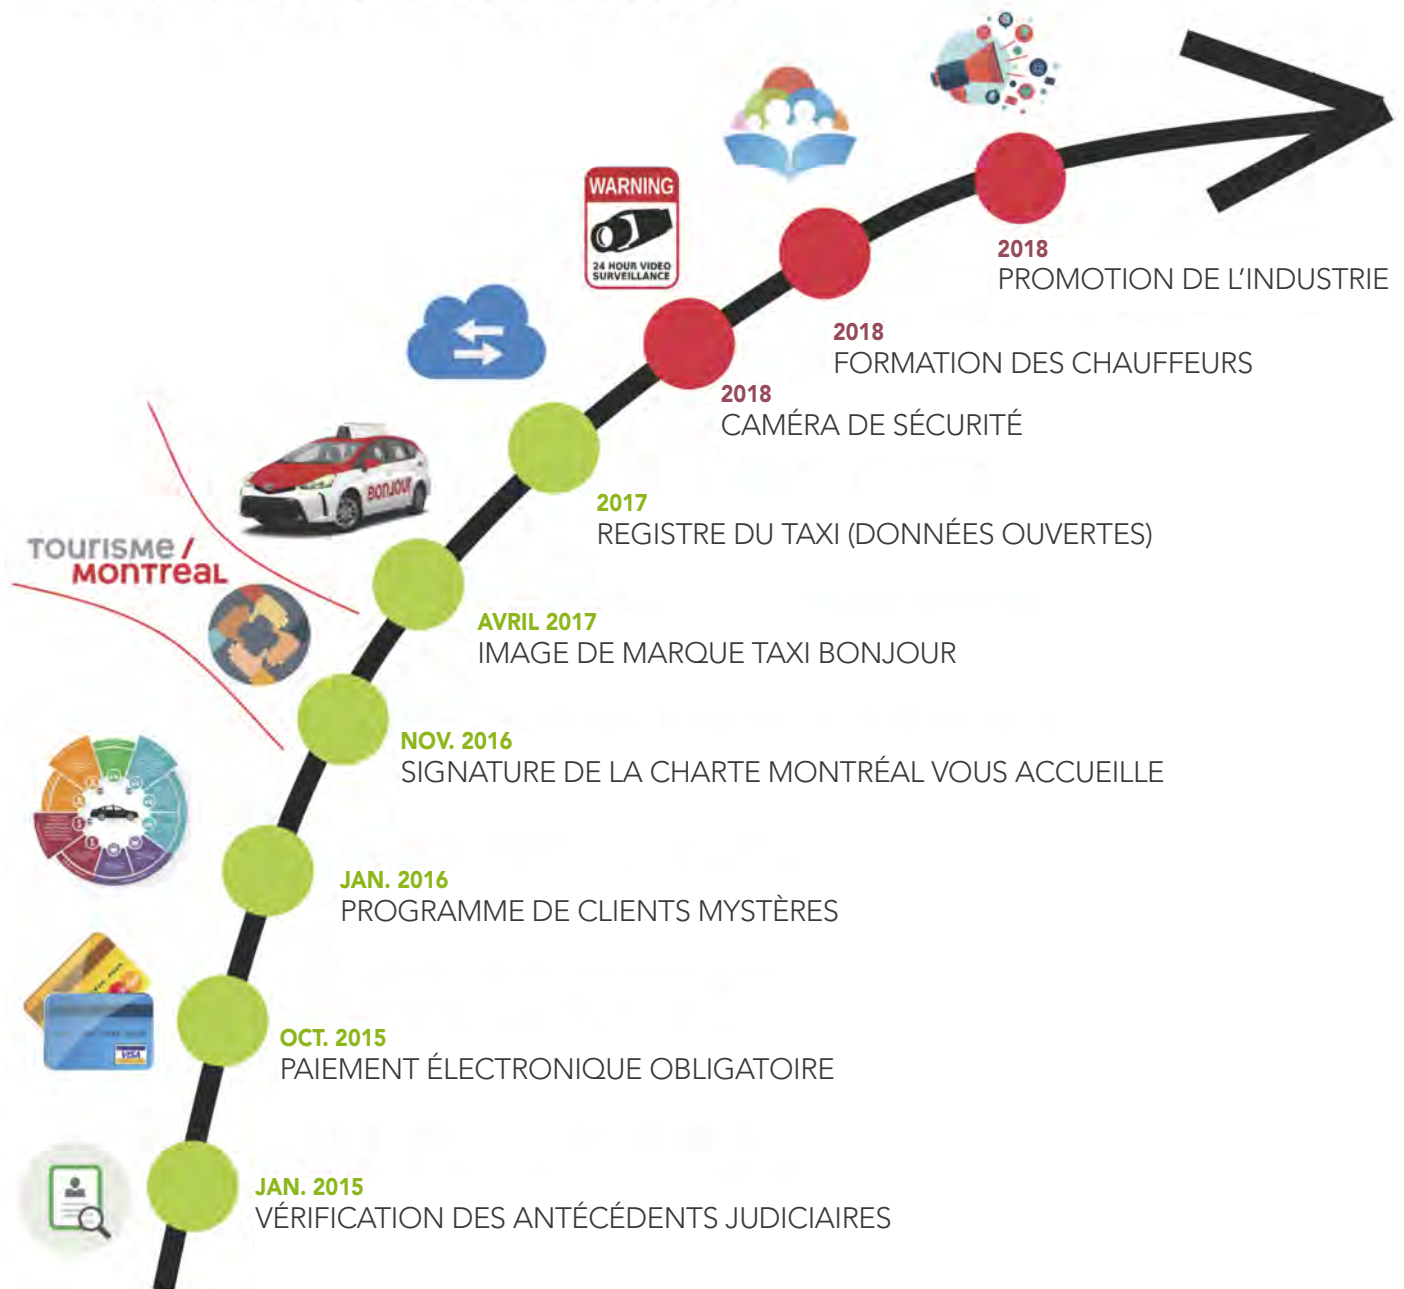 WARNING
24 HOUR VIDEO
SURVEILLANCE
2018
PROMOTION DE L’INDUSTRIE
2018
FORMATION DES CHAUFFEURS
2018
CAMÉRA DE SÉCURITÉ
BONJOUR
2017
REGISTRE DU TAXI (DONNÉES OUVERTES)
TOURISME /
MONTRÉAL
AVRIL 2017
IMAGE DE MARQUE TAXI BONJOUR
NOV. 2016
SIGNATURE DE LA CHARTE MONTRÉAL VOUS ACCUEILLE
JAN. 2016
PROGRAMME DE CLIENTS MYSTÈRES
VISA
OCT. 2015
PAIEMENT ÉLECTRONIQUE OBLIGATOIRE
JAN. 2015
VÉRIFICATION DES ANTÉCÉDENTS JUDICIAIRES